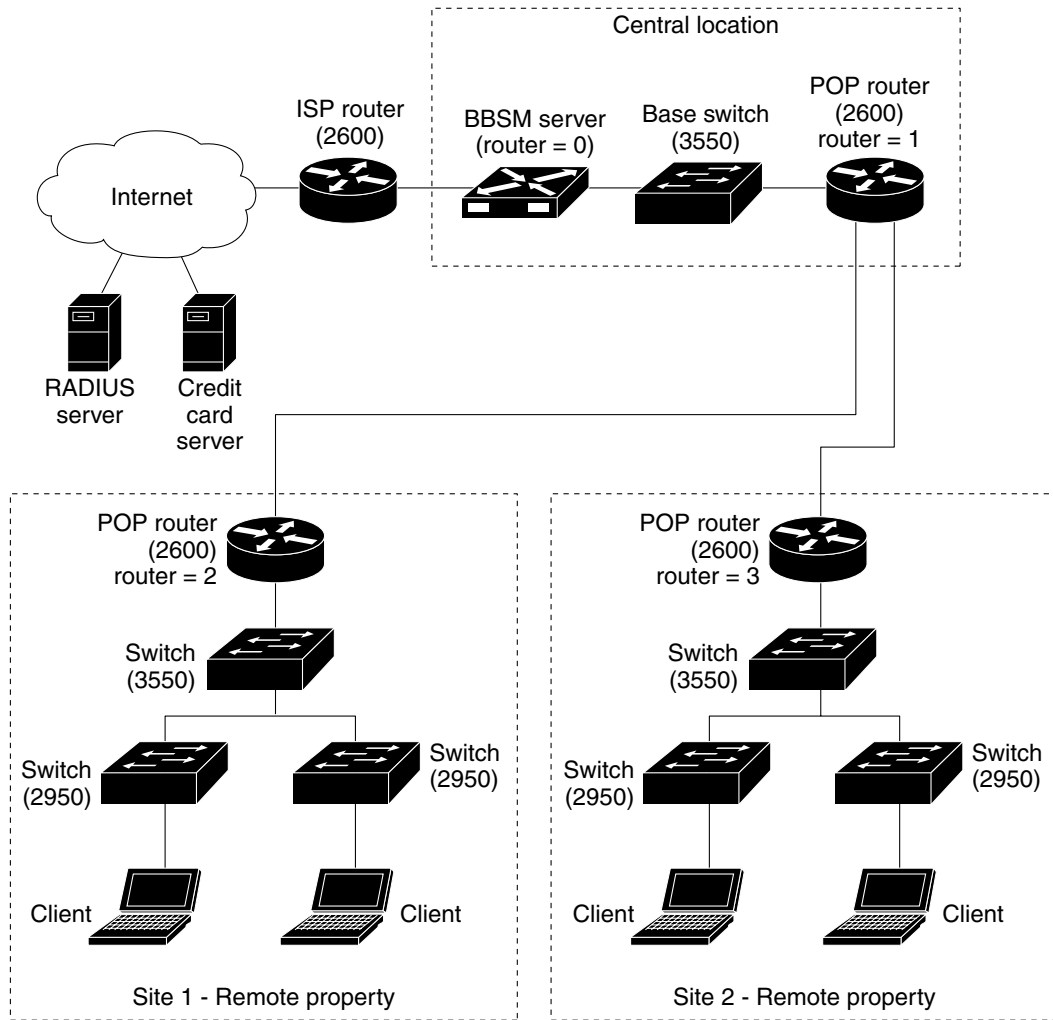 Central location
ISP router
(2600)
BBSM server
(router = 0)
Base switch
(3550)
POP router
(2600)
router = 1
Internet
RADIUS
server
Credit
card
server
POP router
(2600)
router = 2
Switch
(3550)
Switch
(2950)
Switch
(2950)
Client
Client
Site 1 - Remote property
POP router
(2600)
router = 3
Switch
(3550)
Switch
(2950)
Switch
(2950)
Client
Client
Site 2 - Remote property